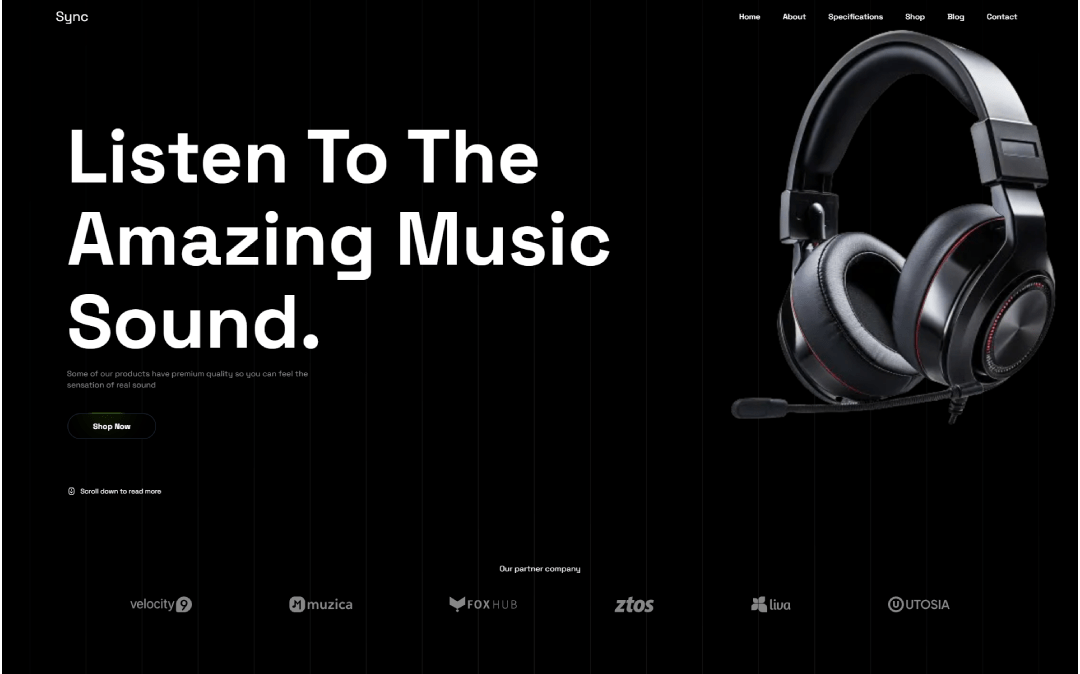 Sync
Home About Specifications Shop Blog Contact
Listen To The
Amazing Music
Sound.
Some of our products have premium quality so you can feel the
sensation of real sound
Shop Now
Scroll down to read more
Our partner company
velocity9 muzica FOXHUB ztos liva UTOSIA